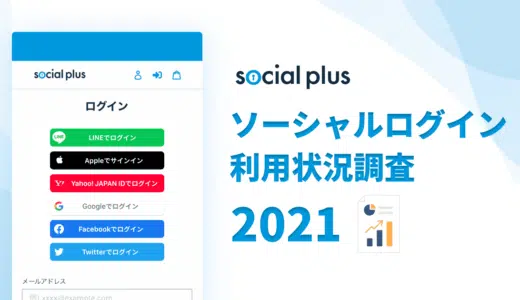 social plus
ログイン
LINEでログイン
Appleでサインイン
Yahoo! JAPAN IDでログイン
Googleでログイン
Facebookでログイン
Twitterでログイン
メールアドレス
xxxx@example.com
social plus
ソーシャルログイン
利用状況調査
2021